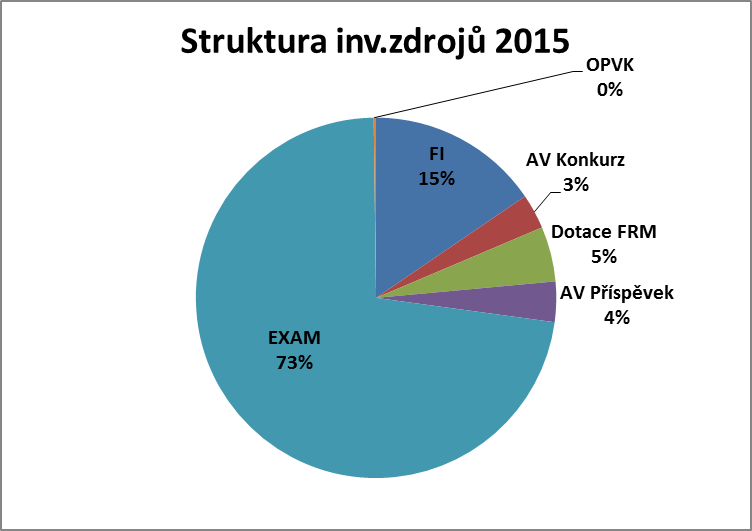 Struktura inv.zdrojů 2015
OPVK
0%
FI
15%
AV Konkurz
3%
Dotace FRM
5%
AV Příspěvek
4%
EXAM
73%